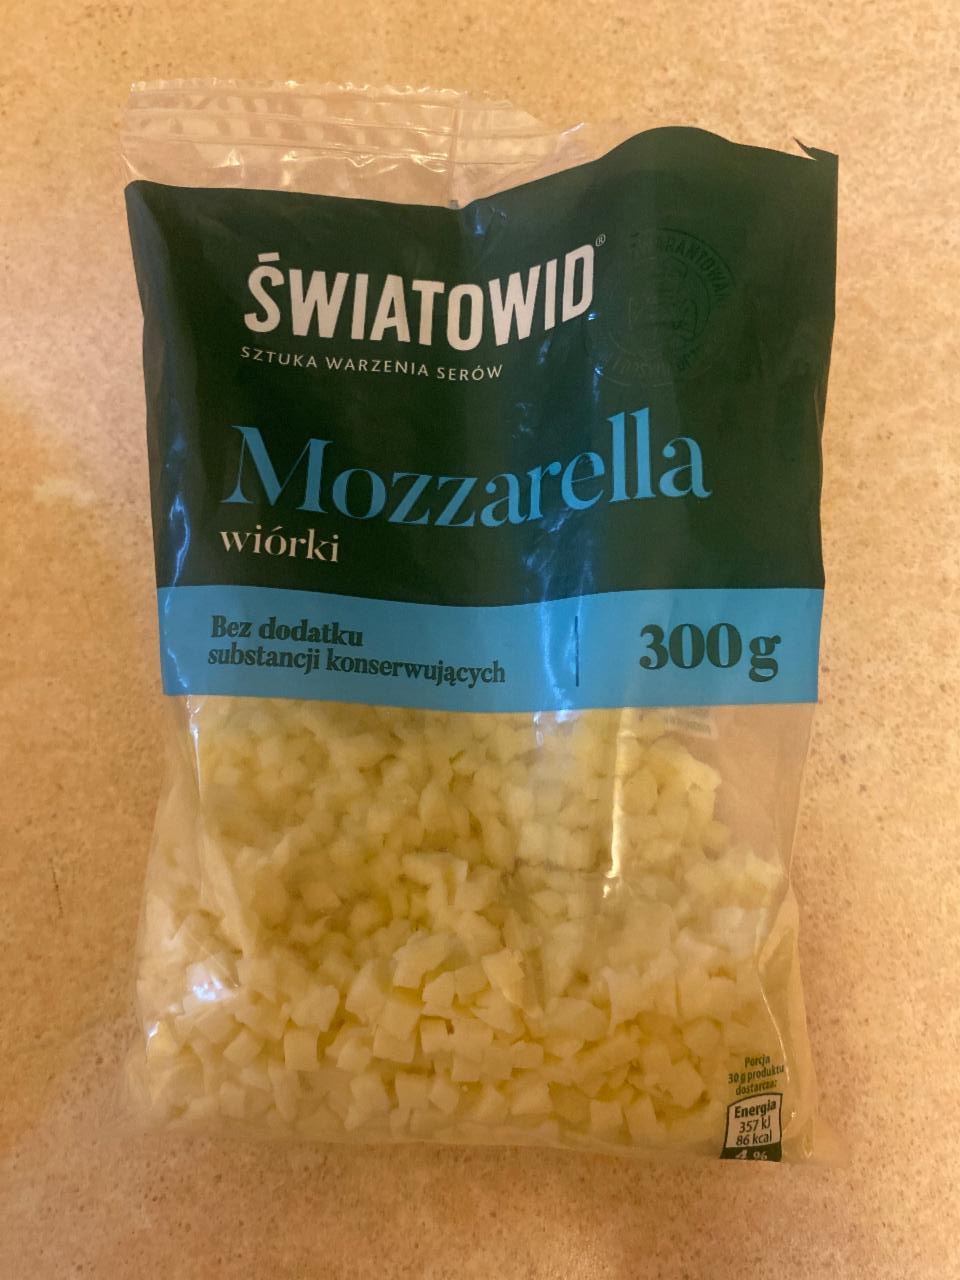 ŚWIATOWID®
SZTUKA WARZENIA SERÓW
Mozzarella
wiórki
Bez dodatku
substancji konserwujących
300 g
Porcja
30 g produktu
dostarcza:
Energia
357 kJ
86 kcal
4 %